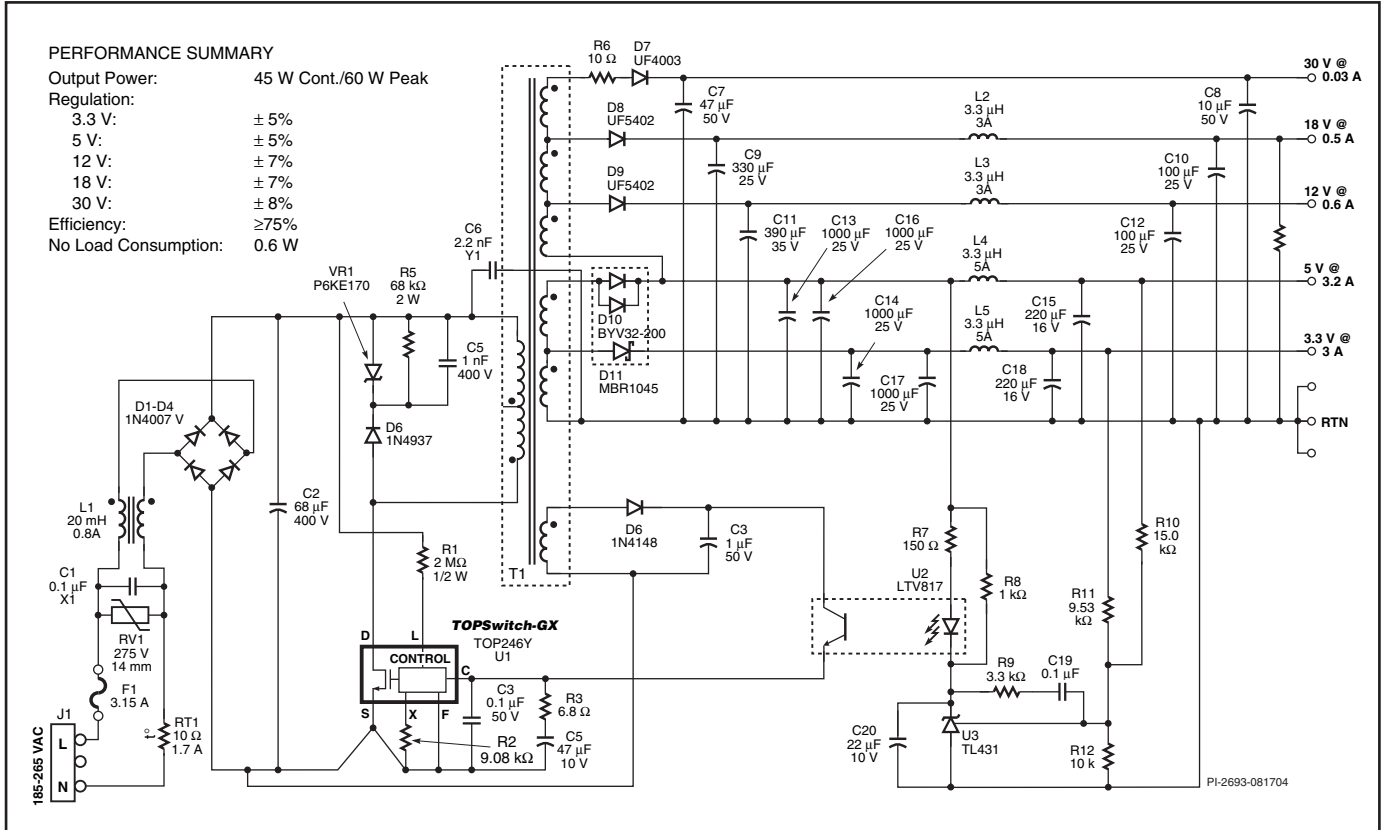 PERFORMANCE SUMMARY
Output Power: 45 W Cont./60 W Peak
Regulation:
3.3 V: ± 5%
5 V: ± 5%
12 V: ± 7%
18 V: ± 7%
30 V: ± 8%
Efficiency: ≥75%
No Load Consumption: 0.6 W
R6
10 Ω
D7
UF4003
C7
47 µF
50 V
D8
UF5402
C9
330 µF
25 V
D9
UF5402
L2
3.3 µH
3A
C8
10 µF
50 V
30 V @
0.03 A
18 V @
0.5 A
L3
3.3 µH
3A
C10
100 µF
25 V
12 V @
0.6 A
C11
390 µF
35 V
C13
1000 µF
25 V
C16
1000 µF
25 V
L4
3.3 µH
5A
C12
100 µF
25 V
5 V @
3.2 A
C14
1000 µF
25 V
L5
3.3 µH
5A
C15
220 µF
16 V
3.3 V @
3 A
C17
1000 µF
25 V
C18
220 µF
16 V
RTN
D10
BYV32-200
D11
MBR1045
C6
2.2 nF
Y1
VR1
P6KE170
R5
68 kΩ
2 W
C5
1 nF
400 V
D6
1N4937
D1-D4
1N4007 V
L1
20 mH
0.8A
C2
68 µF
400 V
C1
0.1 µF
X1
RV1
275 V
14 mm
F1
3.15 A
J1
L
N
185-265 VAC
RT1
10 Ω
1.7 A
t°
R1
2 MΩ
1/2 W
T1
D6
1N4148
C3
1 µF
50 V
TOPSwitch-GX
TOP246Y
U1
D
L
CONTROL
C
S
X
F
R2
9.08 kΩ
C3
0.1 µF
50 V
R3
6.8 Ω
C5
47 µF
10 V
U2
LTV817
R7
150 Ω
R8
1 kΩ
R9
3.3 kΩ
C19
0.1 µF
R10
15.0
kΩ
R11
9.53
kΩ
C20
22 µF
10 V
U3
TL431
R12
10 k
PI-2693-081704